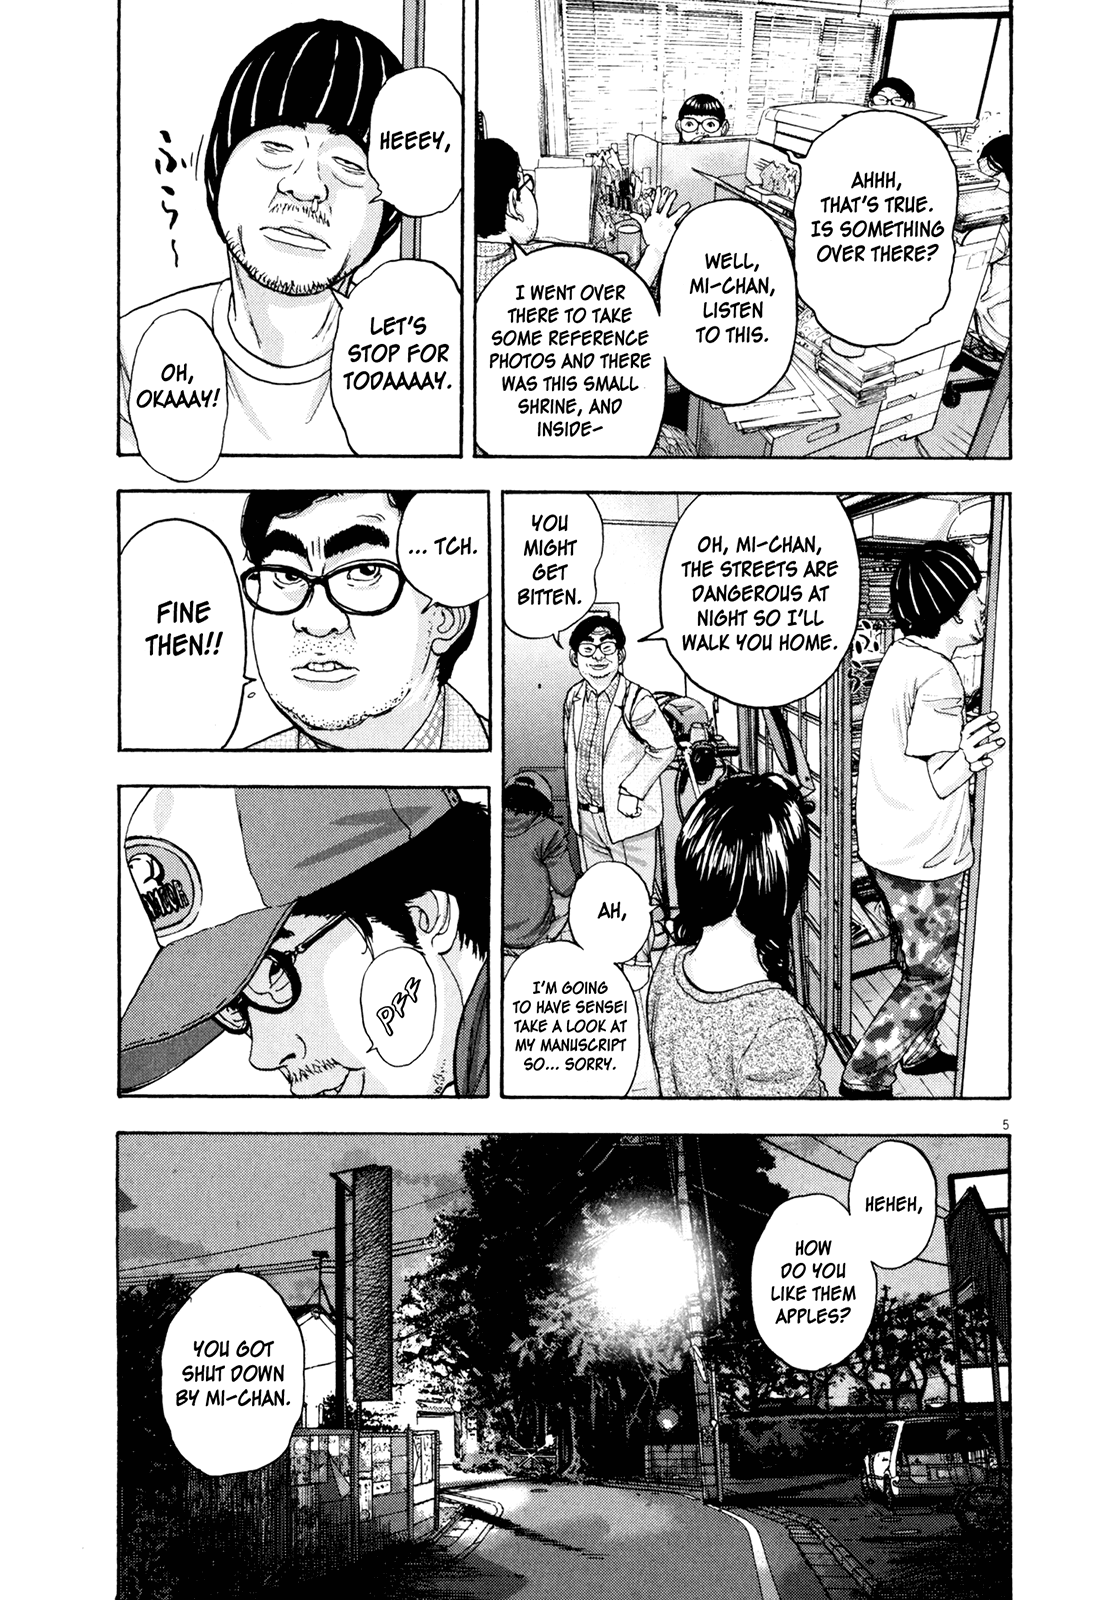 AHHH,
THAT'S TRUE.
IS SOMETHING
OVER THERE?
WELL,
MI-CHAN,
LISTEN
TO THIS.
I WENT OVER
THERE TO TAKE
SOME REFERENCE
PHOTOS AND THERE
WAS THIS SMALL
SHRINE, AND
INSIDE-
HEEEY,
LET'S
STOP FOR
TODAAAAY.
ふら～
OH,
OKAAAY!
OH, MI-CHAN,
THE STREETS ARE
DANGEROUS AT
NIGHT SO I'LL
WALK YOU HOME.
YOU
MIGHT
GET
BITTEN.
AH,
I'M GOING
TO HAVE SENSEI
TAKE A LOOK AT
MY MANUSCRIPT
SO... SORRY.
... TCH.
FINE
THEN!!
PFF
5
HEHEH,
HOW
DO YOU
LIKE THEM
APPLES?
YOU GOT
SHUT DOWN
BY MI-CHAN.